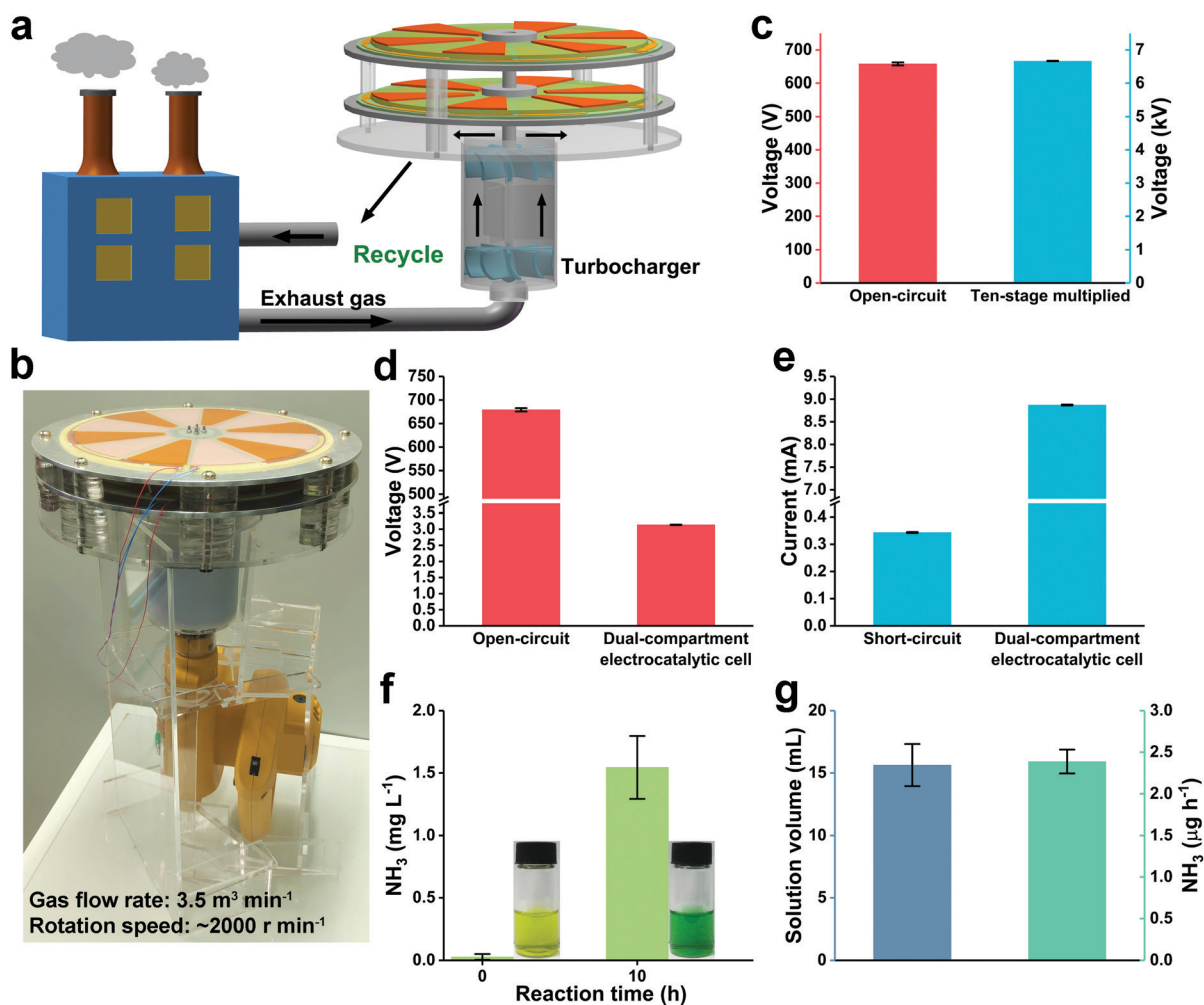 a
Recycle
Exhaust gas
Turbocharger
b
Gas flow rate: 3.5 m³ min⁻¹
Rotation speed: ~2000 r min⁻¹
c
Voltage (V)
700
600
500
400
300
200
100
0
Voltage (kV)
7
6
5
4
3
2
1
0
Open-circuit
Ten-stage multiplied
d
Voltage (V)
750
700
650
600
550
500
3.5
3.0
2.5
2.0
1.5
1.0
0.5
0.0
Open-circuit
Dual-compartment
electrocatalytic cell
e
Current (mA)
9.5
9.0
8.5
8.0
7.5
7.0
0.4
0.3
0.2
0.1
0.0
Short-circuit
Dual-compartment
electrocatalytic cell
f
NH₃ (mg L⁻¹)
2.0
1.5
1.0
0.5
0.0
0
10
Reaction time (h)
g
Solution volume (mL)
20
15
10
5
0
NH₃ (μg h⁻¹)
3.0
2.5
2.0
1.5
1.0
0.5
0.0